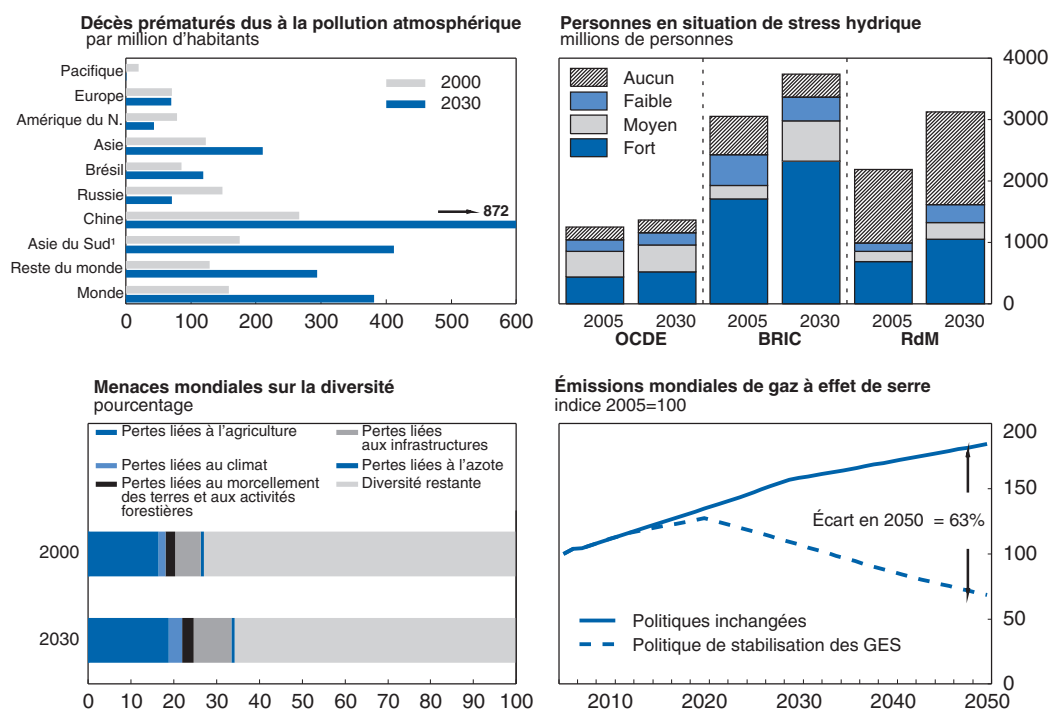 Décès prématurés dus à la pollution atmosphérique
par million d'habitants
Pacifique
Europe
Amérique du N.
Asie
Brésil
Russie
Chine
Asie du Sud¹
Reste du monde
Monde
2000
2030
872
0 100 200 300 400 500 600
Personnes en situation de stress hydrique
millions de personnes
Aucun
Faible
Moyen
Fort
4000
3000
2000
1000
0
2005 2030 2005 2030 2005 2030
OCDE BRIC RdM
Menaces mondiales sur la diversité
pourcentage
Pertes liées à l'agriculture
Pertes liées
aux infrastructures
Pertes liées au climat
Pertes liées à l'azote
Pertes liées au morcellement
des terres et aux activités
forestières
Diversité restante
2000
2030
0 10 20 30 40 50 60 70 80 90 100
Émissions mondiales de gaz à effet de serre
indice 2005=100
200
150
100
50
0
Écart en 2050 = 63%
Politiques inchangées
Politique de stabilisation des GES
2010 2020 2030 2040 2050